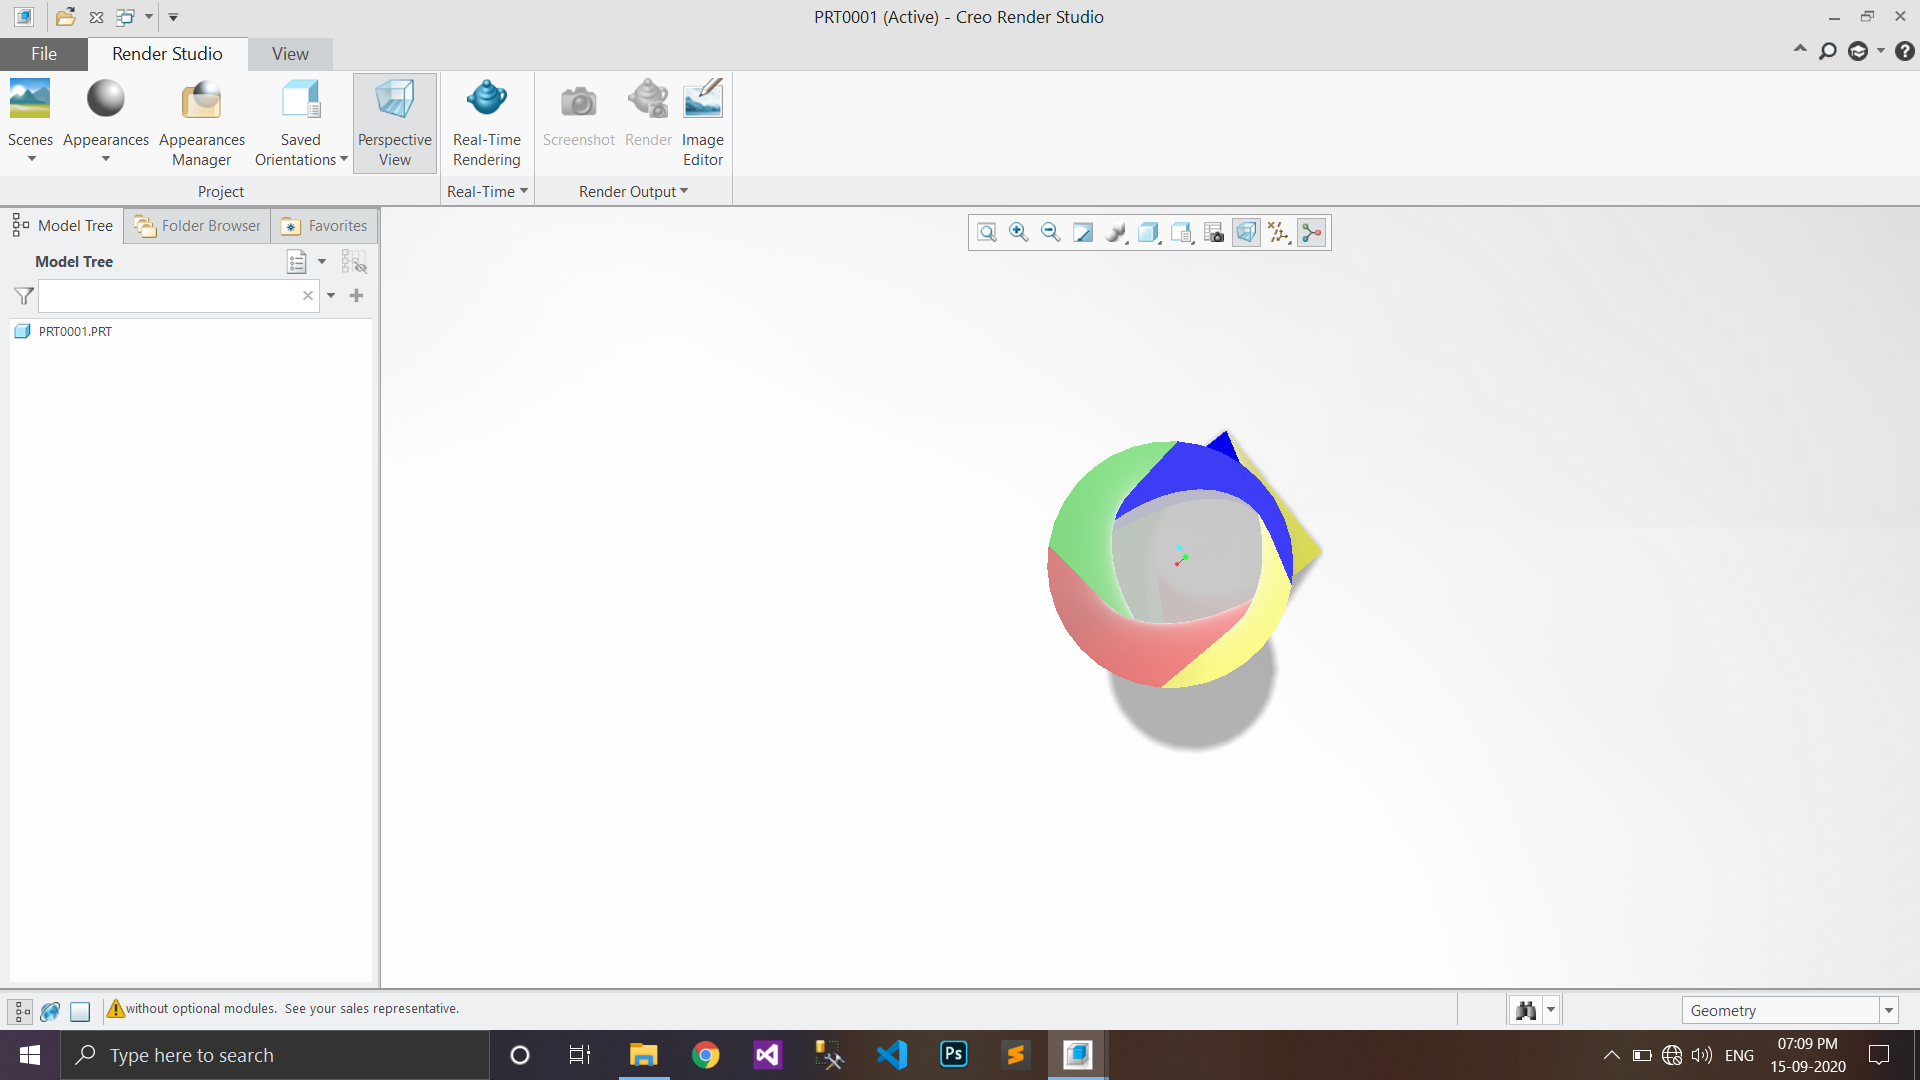 PRT0001 (Active) - Creo Render Studio
File
Render Studio
View
Scenes
Appearances
Appearances
Manager
Saved
Orientations
Perspective
View
Real-Time
Rendering
Screenshot
Render
Image
Editor
Project
Real-Time
Render Output
Model Tree
Folder Browser
Favorites
Model Tree
PRT0001.PRT
without optional modules.  See your sales representative.
Geometry
Type here to search
Ps
ENG
07:09 PM
15-09-2020